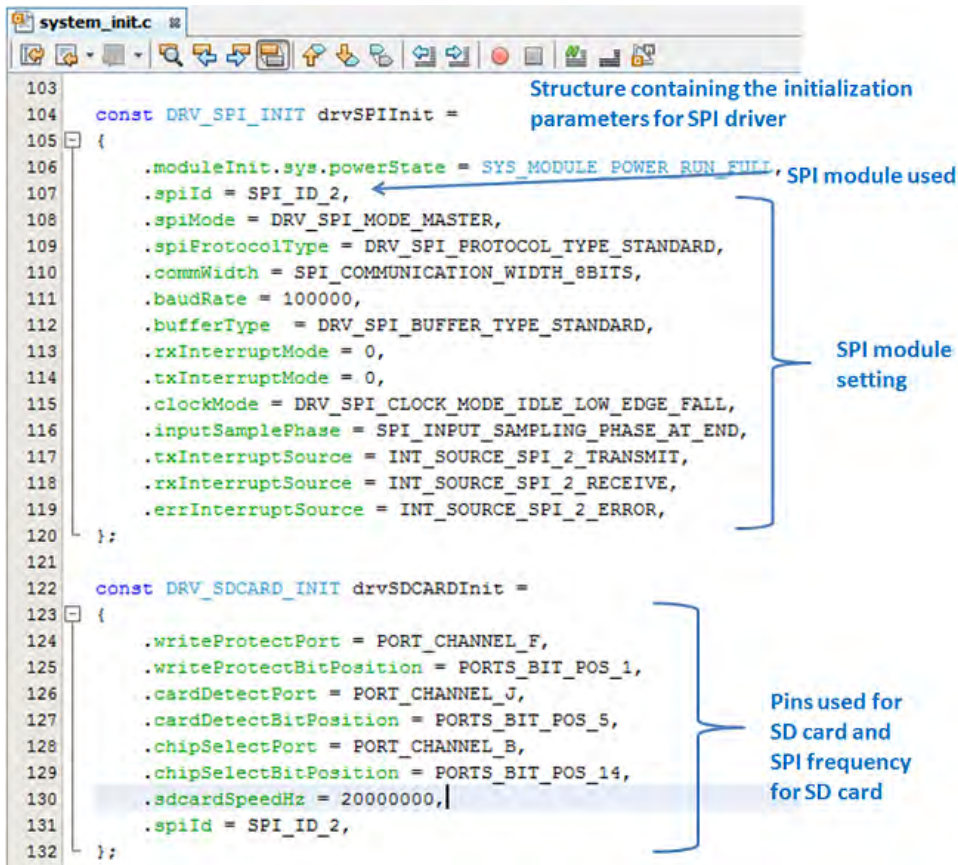 system_init.c
103
Structure containing the initialization
parameters for SPI driver
104 const DRV_SPI_INIT drvSPIInit =
105 {
106 .moduleInit.sys.powerState = SYS_MODULE_POWER_RUN_FULL,
SPI module used
107 .spiId = SPI_ID_2,
108 .spiMode = DRV_SPI_MODE_MASTER,
109 .spiProtocolType = DRV_SPI_PROTOCOL_TYPE_STANDARD,
110 .commWidth = SPI_COMMUNICATION_WIDTH_8BITS,
111 .baudRate = 100000,
112 .bufferType  = DRV_SPI_BUFFER_TYPE_STANDARD,
113 .rxInterruptMode = 0,
114 .txInterruptMode = 0,
115 .clockMode = DRV_SPI_CLOCK_MODE_IDLE_LOW_EDGE_FALL,
116 .inputSamplePhase = SPI_INPUT_SAMPLING_PHASE_AT_END,
117 .txInterruptSource = INT_SOURCE_SPI_2_TRANSMIT,
118 .rxInterruptSource = INT_SOURCE_SPI_2_RECEIVE,
119 .errInterruptSource = INT_SOURCE_SPI_2_ERROR,
120 };
SPI module
setting
121
122 const DRV_SDCARD_INIT drvSDCARDInit =
123 {
124 .writeProtectPort = PORT_CHANNEL_F,
125 .writeProtectBitPosition = PORTS_BIT_POS_1,
126 .cardDetectPort = PORT_CHANNEL_J,
127 .cardDetectBitPosition = PORTS_BIT_POS_5,
128 .chipSelectPort = PORT_CHANNEL_B,
129 .chipSelectBitPosition = PORTS_BIT_POS_14,
130 .sdcardSpeedHz = 20000000,
131 .spiId = SPI_ID_2,
132 };
Pins used for
SD card and
SPI frequency
for SD card